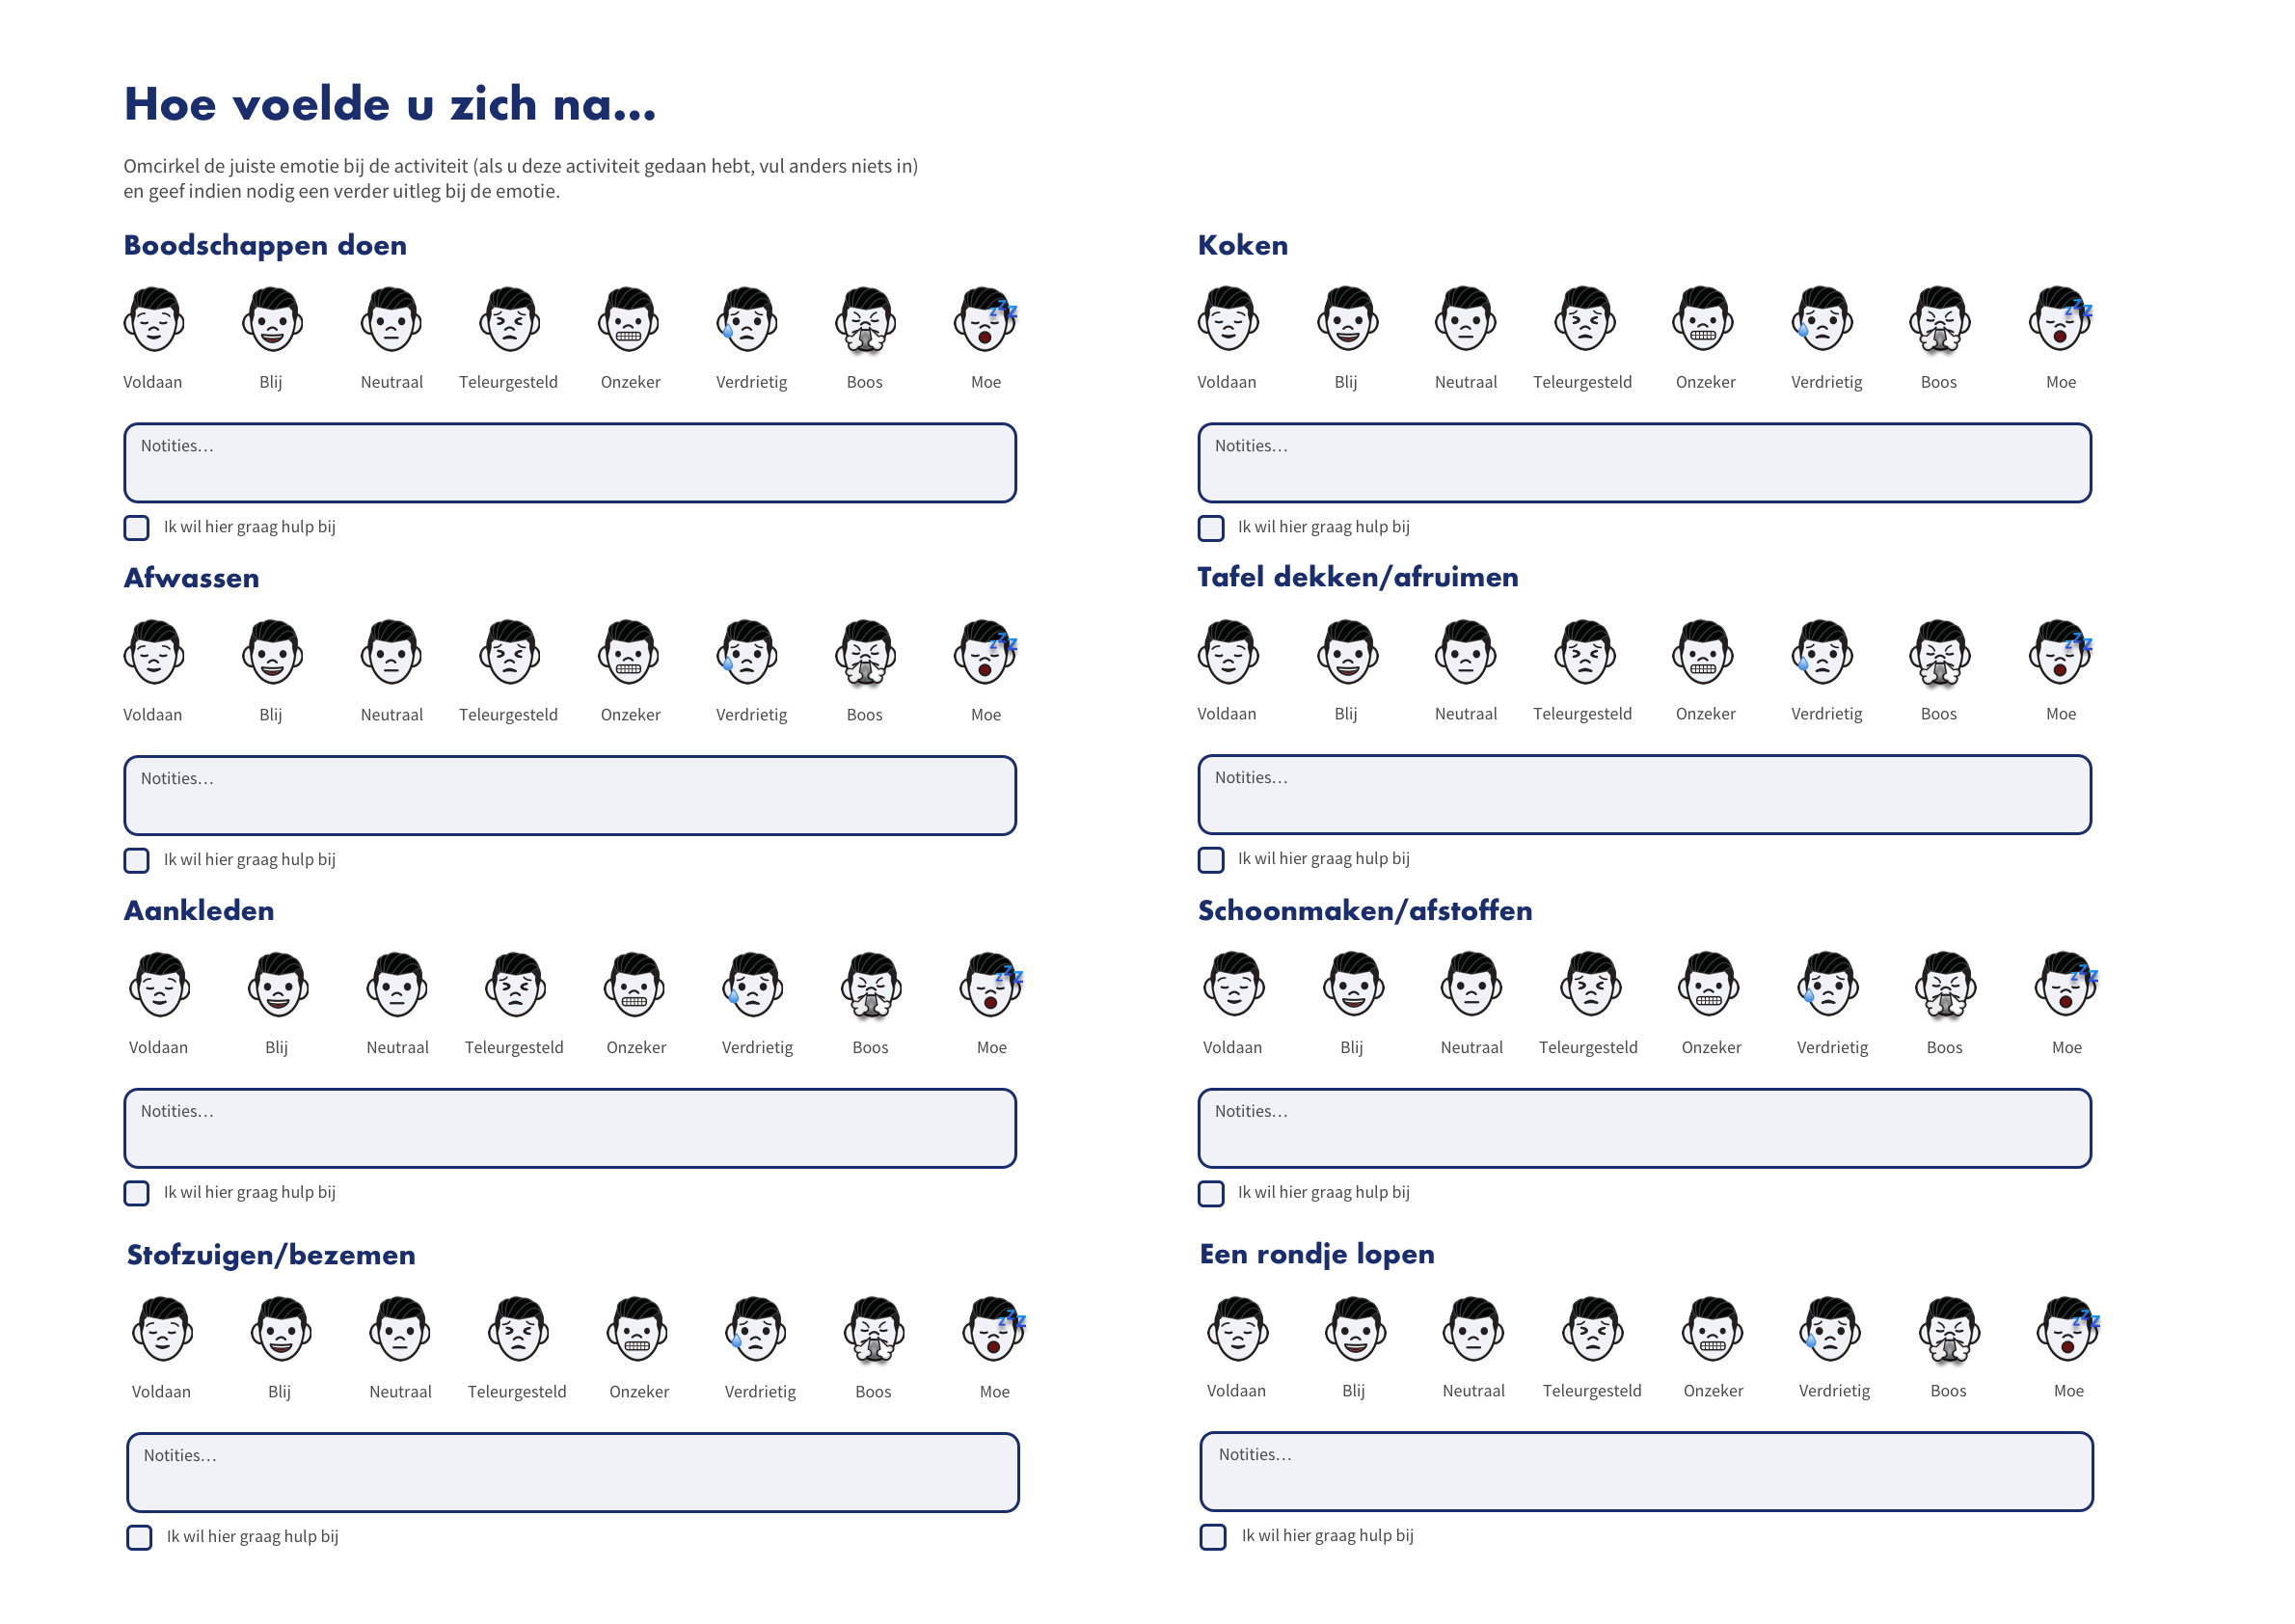 Hoe voelde u zich na...
Omcirkel de juiste emotie bij de activiteit (als u deze activiteit gedaan hebt, vul anders niets in)
en geef indien nodig een verder uitleg bij de emotie.
Boodschappen doen
Voldaan Blij Neutraal Teleurgesteld Onzeker Verdrietig Boos Moe
Notities...
Ik wil hier graag hulp bij
Koken
Voldaan Blij Neutraal Teleurgesteld Onzeker Verdrietig Boos Moe
Notities...
Ik wil hier graag hulp bij
Afwassen
Voldaan Blij Neutraal Teleurgesteld Onzeker Verdrietig Boos Moe
Notities...
Ik wil hier graag hulp bij
Tafel dekken/afruimen
Voldaan Blij Neutraal Teleurgesteld Onzeker Verdrietig Boos Moe
Notities...
Ik wil hier graag hulp bij
Aankleden
Voldaan Blij Neutraal Teleurgesteld Onzeker Verdrietig Boos Moe
Notities...
Ik wil hier graag hulp bij
Schoonmaken/afstoffen
Voldaan Blij Neutraal Teleurgesteld Onzeker Verdrietig Boos Moe
Notities...
Ik wil hier graag hulp bij
Stofzuigen/bezemen
Voldaan Blij Neutraal Teleurgesteld Onzeker Verdrietig Boos Moe
Notities...
Ik wil hier graag hulp bij
Een rondje lopen
Voldaan Blij Neutraal Teleurgesteld Onzeker Verdrietig Boos Moe
Notities...
Ik wil hier graag hulp bij